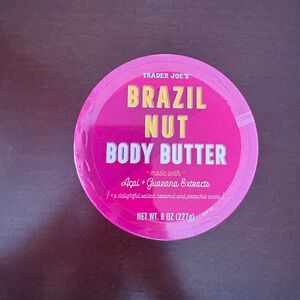 TRADER JOE'S
BRAZIL
NUT
BODY BUTTER
- made with -
Açaí + Guarana Extracts
{ + a delightful salted caramel and pistachio scent }
NET WT. 8 OZ (227g)